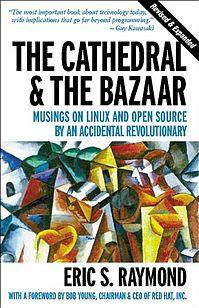 "The most important book about technology today,
with implications that go far beyond programming."
—Guy Kawasaki
Revised & Expanded
THE CATHEDRAL
& THE BAZAAR
MUSINGS ON LINUX AND OPEN SOURCE
BY AN ACCIDENTAL REVOLUTIONARY
ERIC S. RAYMOND
WITH A FOREWORD BY BOB YOUNG, CHAIRMAN & CEO OF RED HAT, INC.